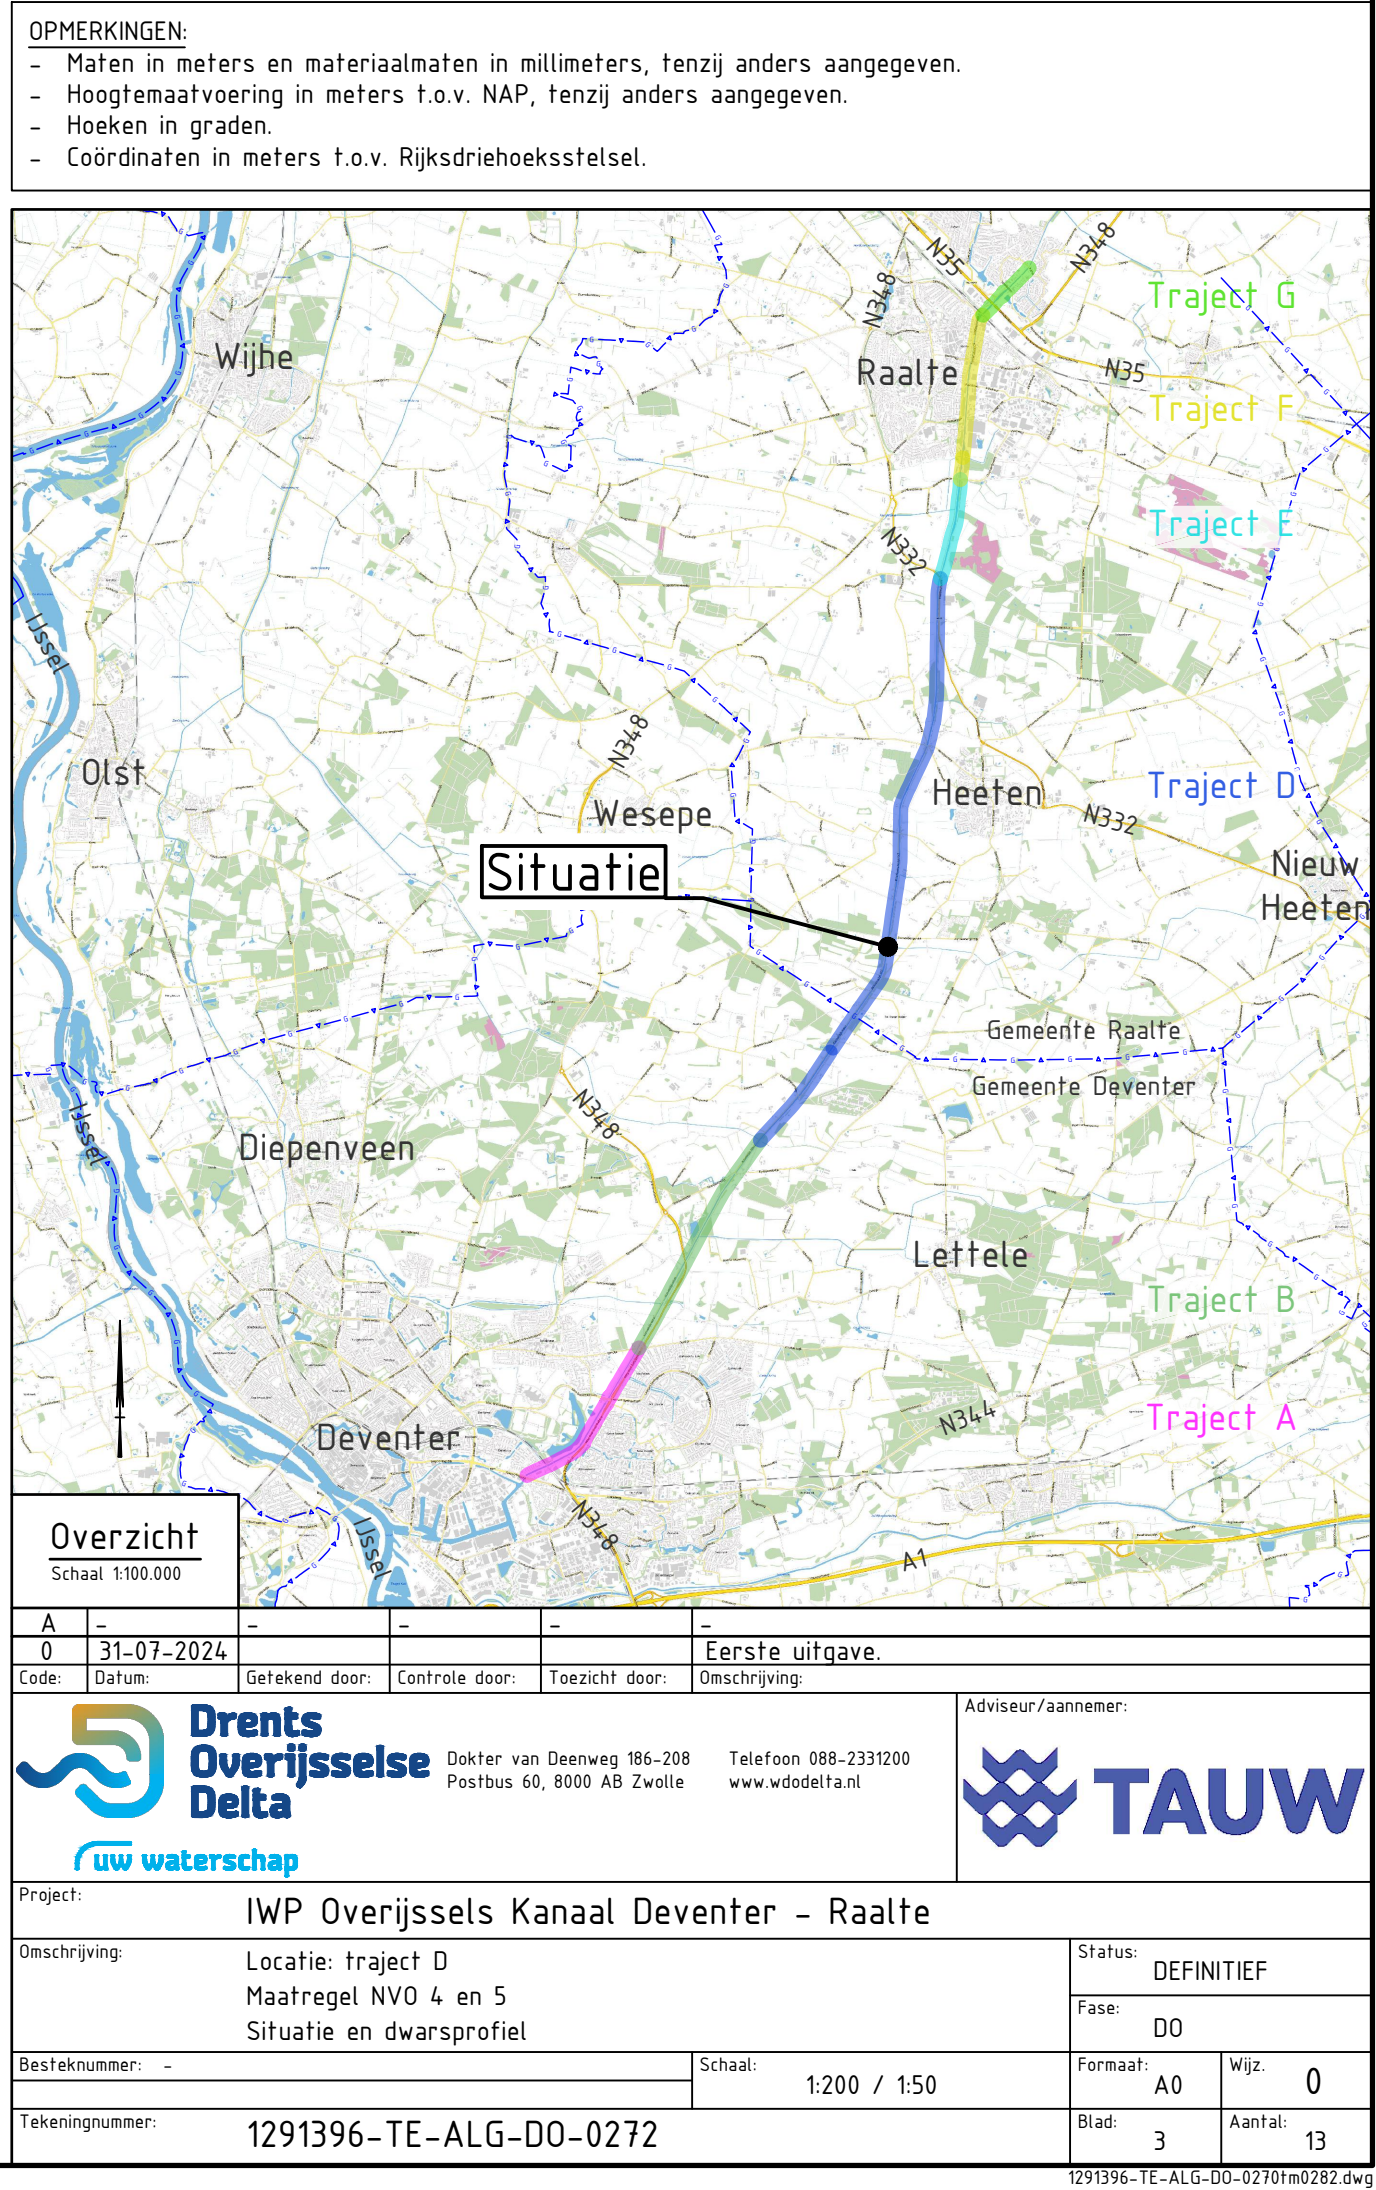 OPMERKINGEN:
- Maten in meters en materiaalmaten in millimeters, tenzij anders aangegeven.
- Hoogtemaatvoering in meters t.o.v. NAP, tenzij anders aangegeven.
- Hoeken in graden.
- Coördinaten in meters t.o.v. Rijksdriehoeksstelsel.
N35
N348
N348
Traject G
Wijhe
Raalte
N35
Traject F
Traject E
N332
IJssel
N348
Olst
Wesepe
Heeten
Traject D
N332
Situatie
Nieuw
Heeten
Gemeente Raalte
Gemeente Deventer
N348
IJssel
Diepenveen
Lettele
Traject B
Traject A
N344
Deventer
N348
IJssel
A1
Overzicht
Schaal 1:100.000
A - - - - -
0 31-07-2024 Eerste uitgave.
Code: Datum: Getekend door: Controle door: Toezicht door: Omschrijving:
Drents
Overijsselse
Delta
uw waterschap
Dokter van Deenweg 186-208 Telefoon 088-2331200
Postbus 60, 8000 AB Zwolle www.wdodelta.nl
Adviseur/aannemer:
TAUW
Project: IWP Overijssels Kanaal Deventer - Raalte
Omschrijving: Locatie: traject D
Maatregel NVO 4 en 5
Situatie en dwarsprofiel
Status: DEFINITIEF
Fase: DO
Besteknummer: -
Schaal: 1:200 / 1:50
Formaat: A0
Wijz. 0
Tekeningnummer: 1291396-TE-ALG-DO-0272
Blad: 3
Aantal: 13
1291396-TE-ALG-DO-0270tm0282.dwg